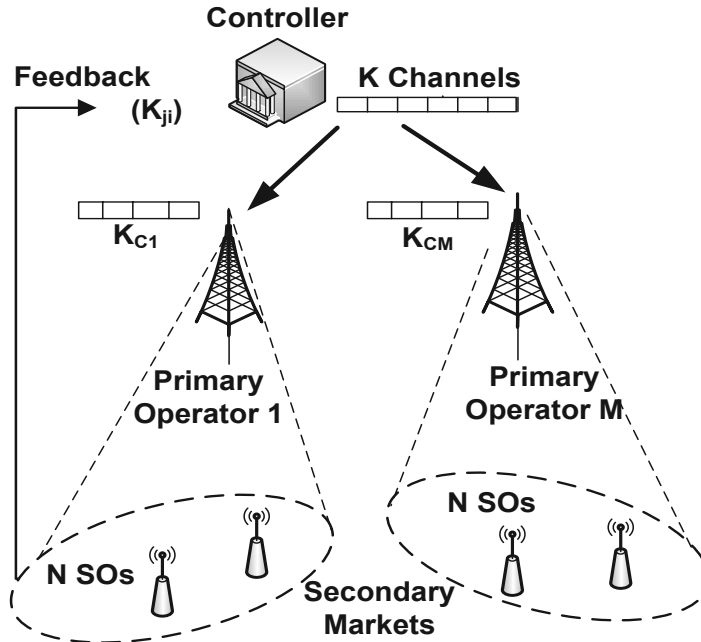 Controller
Feedback
(Kji)
K Channels
KC1
KCM
Primary
Operator 1
Primary
Operator M
N SOs
N SOs
Secondary
Markets